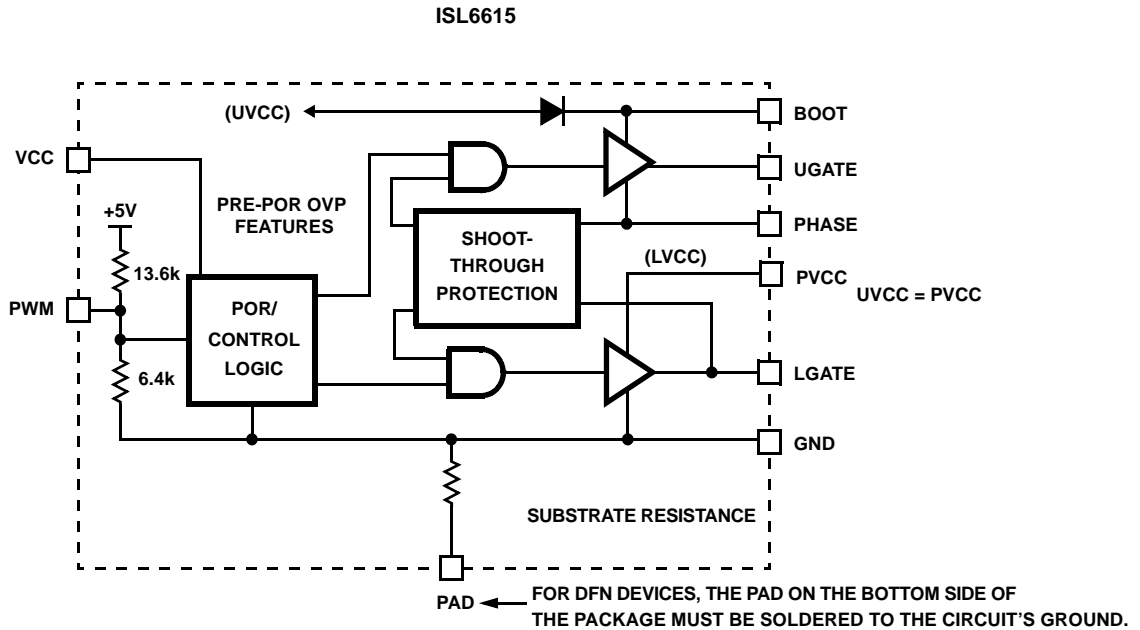 ISL6615
(UVCC)
BOOT
VCC
UGATE
+5V
PRE-POR OVP
FEATURES
PHASE
SHOOT-
THROUGH
PROTECTION
(LVCC)
13.6k
PVCC
UVCC = PVCC
PWM
POR/
CONTROL
LOGIC
6.4k
LGATE
GND
SUBSTRATE RESISTANCE
PAD
FOR DFN DEVICES, THE PAD ON THE BOTTOM SIDE OF
THE PACKAGE MUST BE SOLDERED TO THE CIRCUIT'S GROUND.